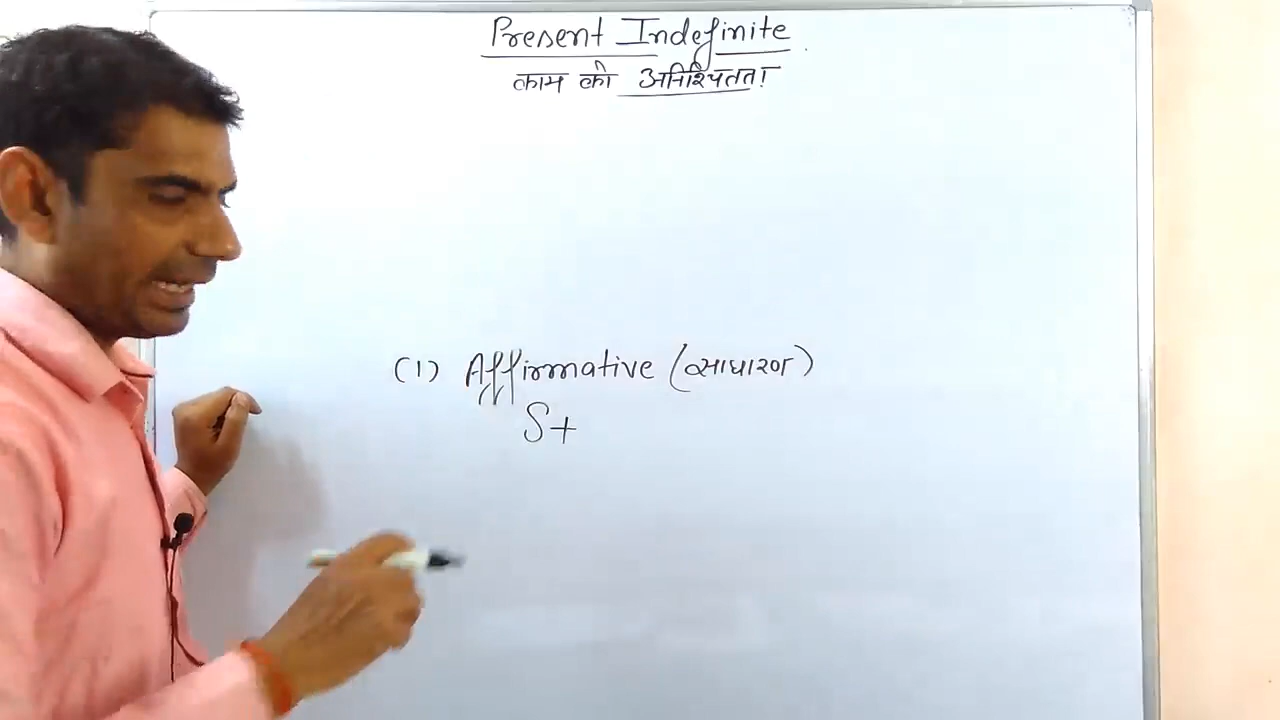 Present Indefinite
काम की अनिश्चितता
(1) Affirmative (साधारण)
S+